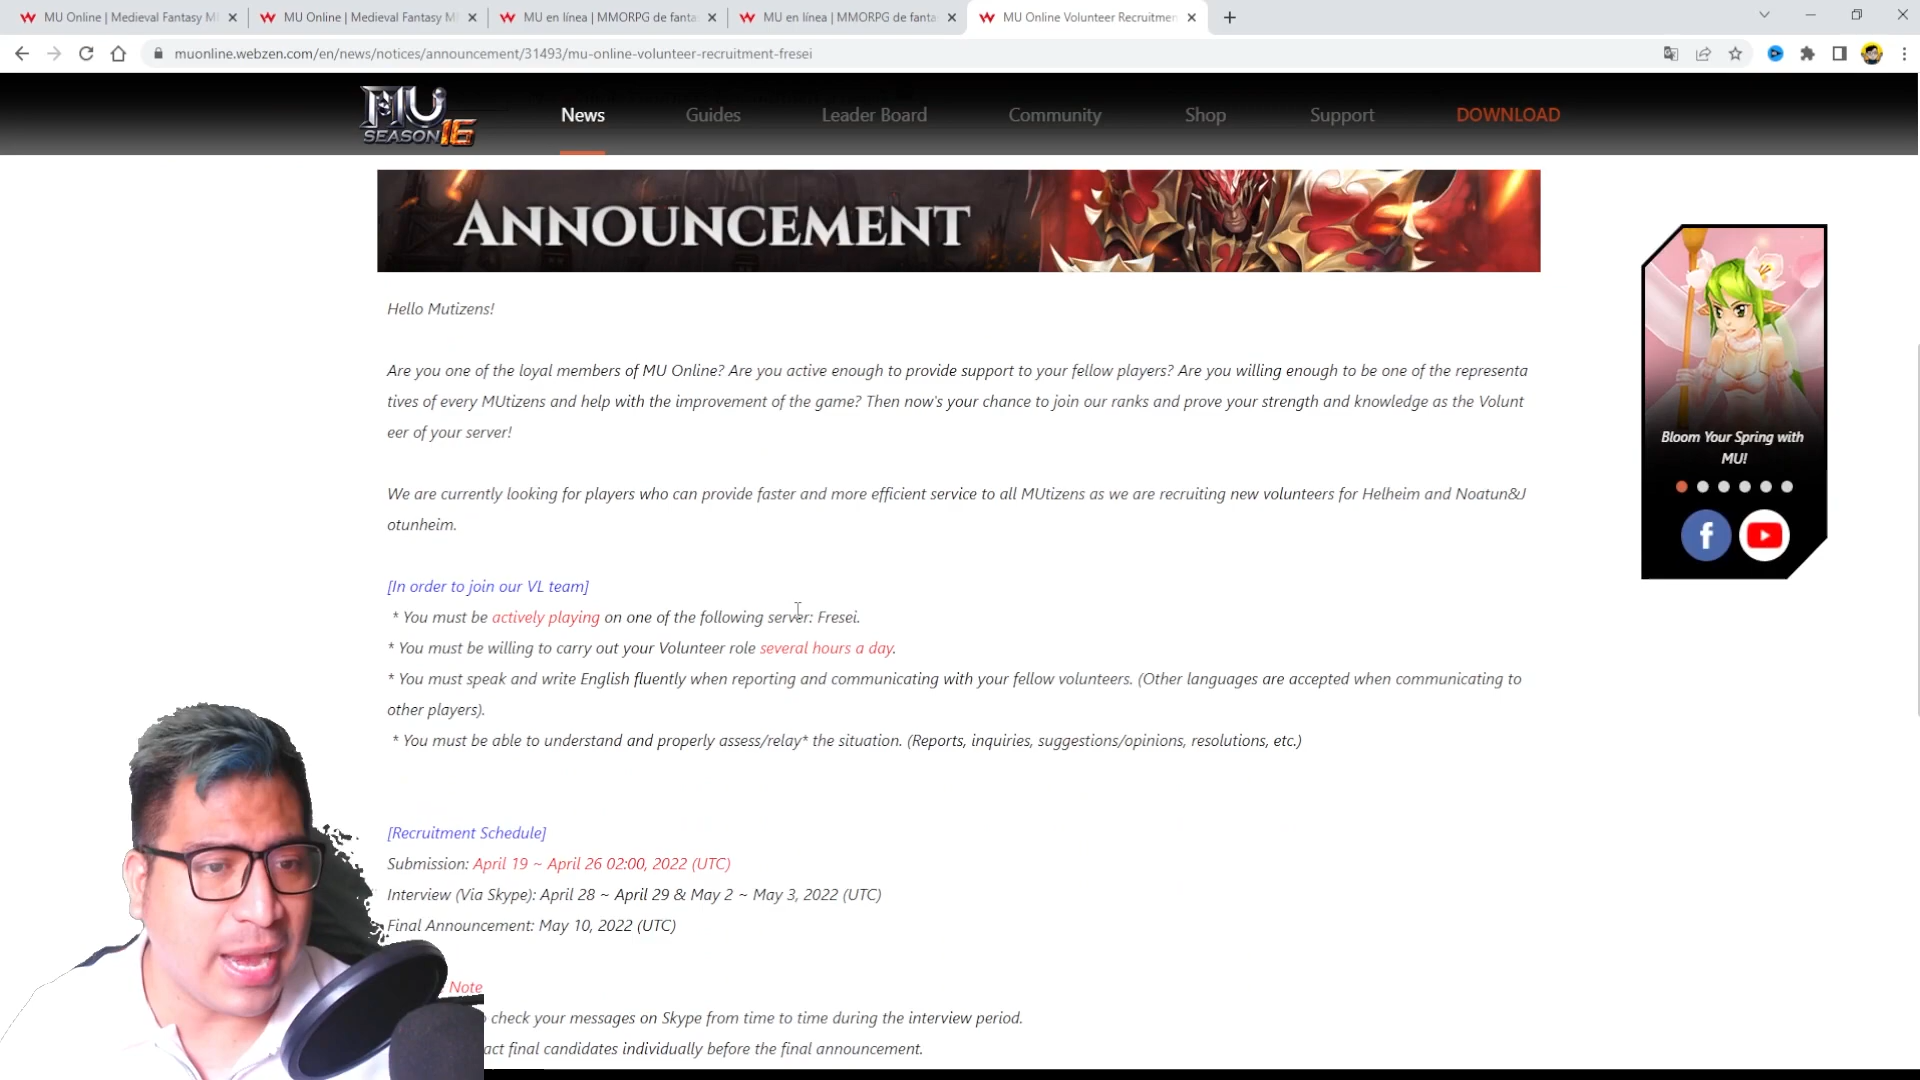 MU Online | Medieval Fantasy M
MU Online | Medieval Fantasy M
MU en línea | MMORPG de fanta
MU en línea | MMORPG de fanta
MU Online Volunteer Recruitmen
muonline.webzen.com/en/news/notices/announcement/31493/mu-online-volunteer-recruitment-fresei
MU SEASON 16
News
Guides
Leader Board
Community
Shop
Support
DOWNLOAD
ANNOUNCEMENT
Hello Mutizens!
Are you one of the loyal members of MU Online? Are you active enough to provide support to your fellow players? Are you willing enough to be one of the representa
tives of every MUtizens and help with the improvement of the game? Then now's your chance to join our ranks and prove your strength and knowledge as the Volunt
eer of your server!
We are currently looking for players who can provide faster and more efficient service to all MUtizens as we are recruiting new volunteers for Helheim and Noatun&J
otunheim.
[In order to join our VL team]
* You must be actively playing on one of the following server: Fresei.
* You must be willing to carry out your Volunteer role several hours a day.
* You must speak and write English fluently when reporting and communicating with your fellow volunteers. (Other languages are accepted when communicating to
other players).
* You must be able to understand and properly assess/relay* the situation. (Reports, inquiries, suggestions/opinions, resolutions, etc.)
[Recruitment Schedule]
Submission: April 19 ~ April 26 02:00, 2022 (UTC)
Interview (Via Skype): April 28 ~ April 29 & May 2 ~ May 3, 2022 (UTC)
Final Announcement: May 10, 2022 (UTC)
Note
check your messages on Skype from time to time during the interview period.
act final candidates individually before the final announcement.
Bloom Your Spring with
MU!